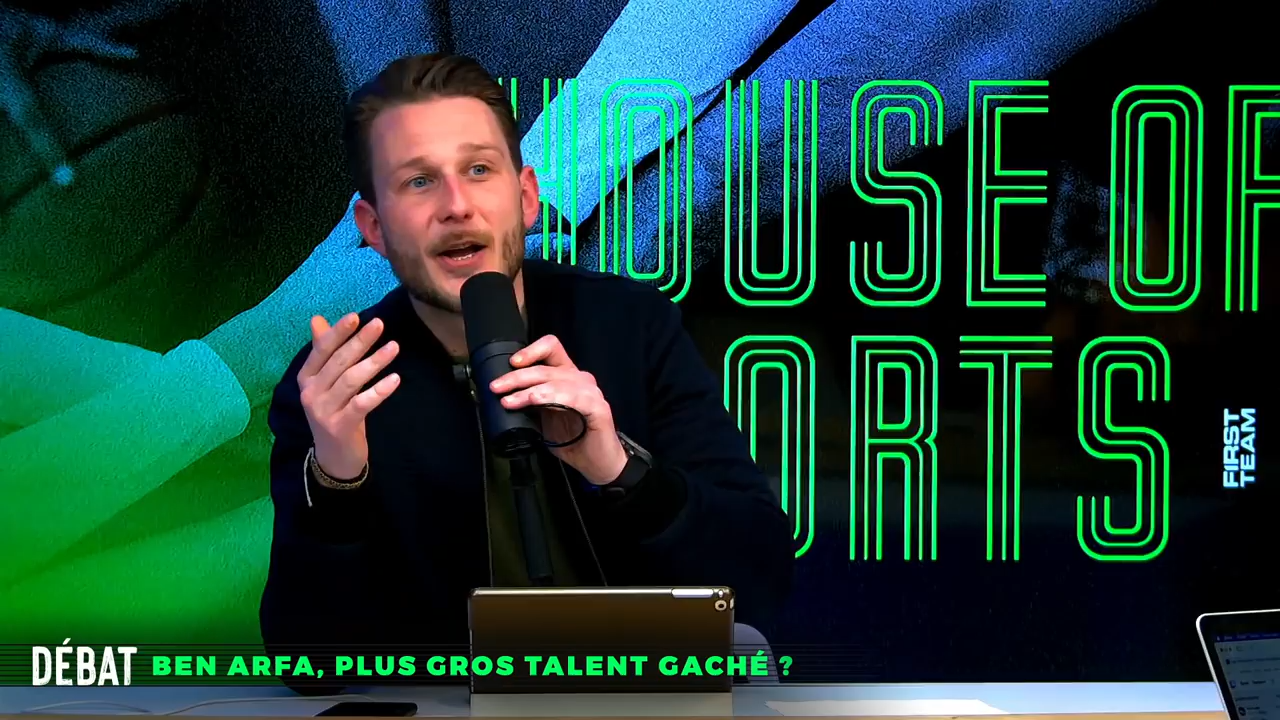 HOUSE OF
ORTS
FIRST
TEAM
DÉBAT BEN ARFA, PLUS GROS TALENT GACHÉ ?